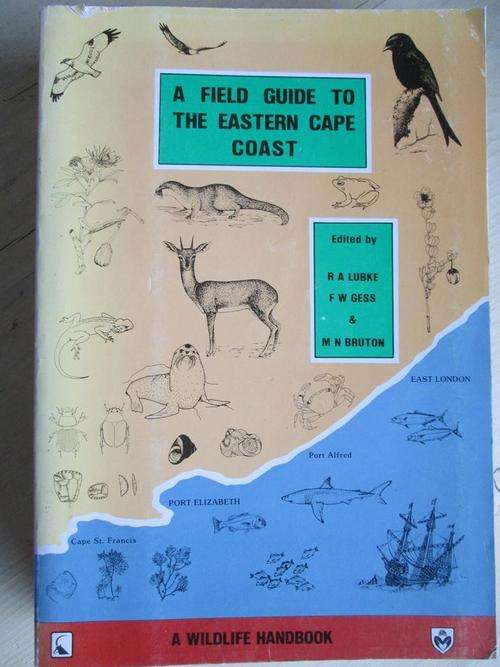 A FIELD GUIDE TO
THE EASTERN CAPE
COAST
Edited by
R A LUBKE
F W GESS
&
M N BRUTON
EAST LONDON
Port Alfred
PORT ELIZABETH
Cape St. Francis
A WILDLIFE HANDBOOK